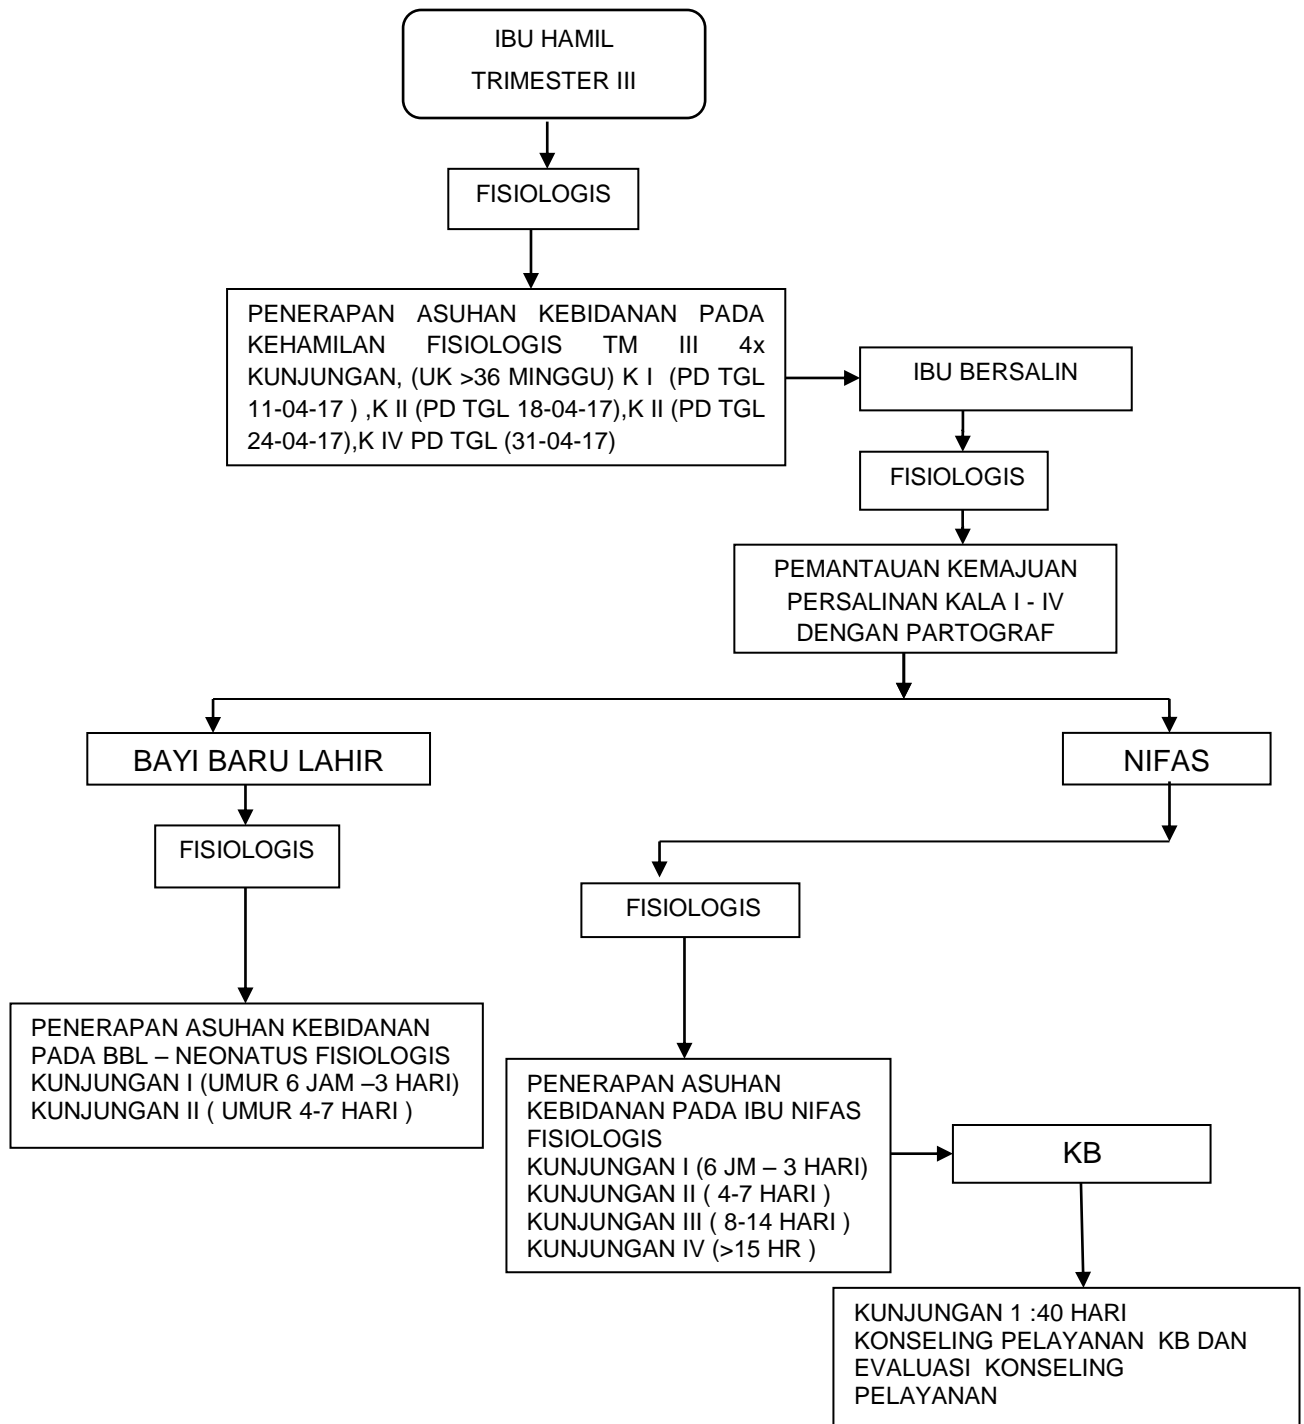 IBU HAMIL
TRIMESTER III
FISIOLOGIS
PENERAPAN ASUHAN KEBIDANAN PADA
KEHAMILAN FISIOLOGIS TM III 4x
KUNJUNGAN, (UK >36 MINGGU) K I (PD TGL
11-04-17 ) ,K II (PD TGL 18-04-17),K II (PD TGL
24-04-17),K IV PD TGL (31-04-17)
IBU BERSALIN
FISIOLOGIS
PEMANTAUAN KEMAJUAN
PERSALINAN KALA I - IV
DENGAN PARTOGRAF
BAYI BARU LAHIR
FISIOLOGIS
PENERAPAN ASUHAN KEBIDANAN
PADA BBL – NEONATUS FISIOLOGIS
KUNJUNGAN I (UMUR 6 JAM –3 HARI)
KUNJUNGAN II ( UMUR 4-7 HARI )
NIFAS
FISIOLOGIS
PENERAPAN ASUHAN
KEBIDANAN PADA IBU NIFAS
FISIOLOGIS
KUNJUNGAN I (6 JM – 3 HARI)
KUNJUNGAN II ( 4-7 HARI )
KUNJUNGAN III ( 8-14 HARI )
KUNJUNGAN IV (>15 HR )
KB
KUNJUNGAN 1 :40 HARI
KONSELING PELAYANAN KB DAN
EVALUASI KONSELING
PELAYANAN